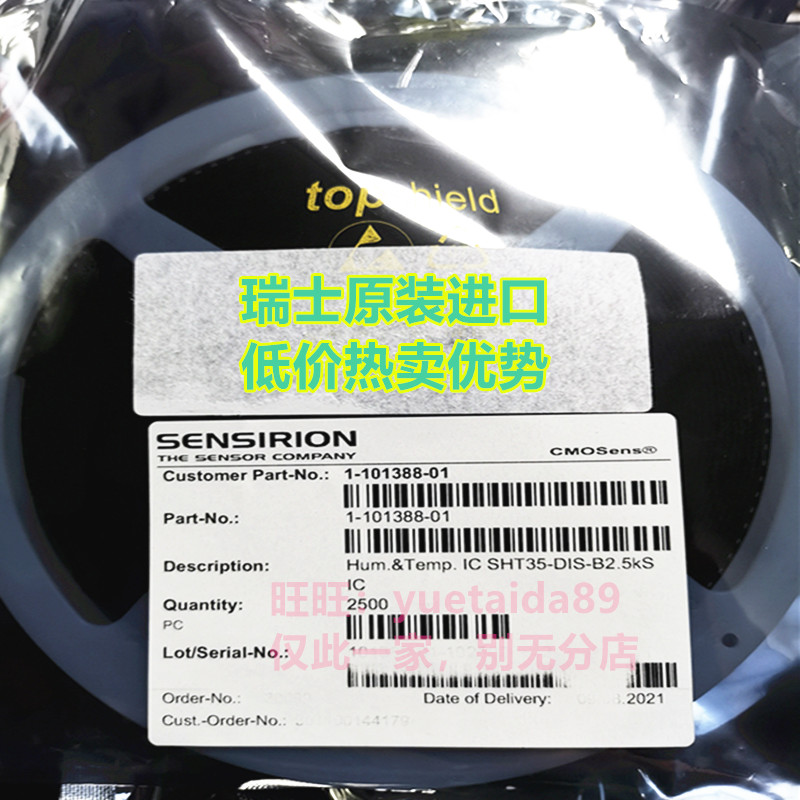 topshield
瑞士原装进口
低价热卖优势
SENSIRION
THE SENSOR COMPANY
CMOSens®
Customer Part-No.: 1-101388-01
Part-No.: 1-101388-01
Description: Hum.&Temp. IC SHT35-DIS-B2.5kS
IC
旺旺：yuetaida89
Quantity: 2500
PC
仅此一家，别无分店
Lot/Serial-No.:
Order-No.: Date of Delivery: .2021
Cust.-Order-No.: